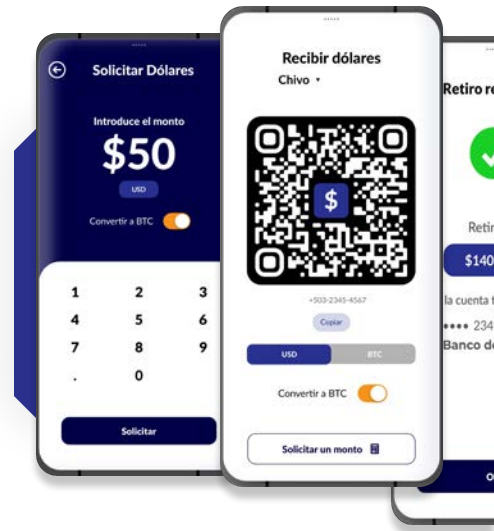 Solicitar Dólares
Introduce el monto
$50
USD
Convertir a BTC
1 2 3
4 5 6
7 8 9
. 0
Solicitar
Recibir dólares
Chivo
$
+503-2345-4567
Copiar
USD BTC
Convertir a BTC
Solicitar un monto
Retiro re
Retir
$140
la cuenta t
•••• 234
Banco de